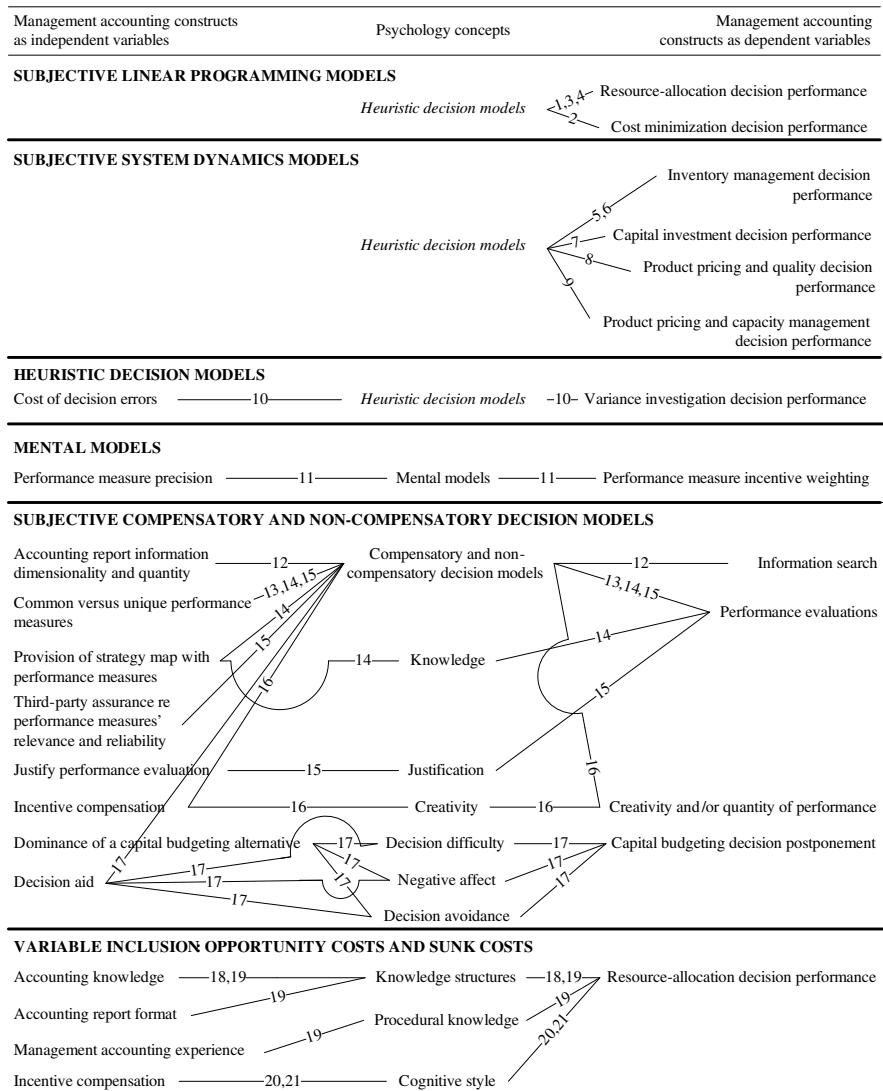 Management accounting constructs
as independent variables
Psychology concepts
Management accounting
constructs as dependent variables
SUBJECTIVE LINEAR PROGRAMMING MODELS
Heuristic decision models
1,3,4
Resource-allocation decision performance
2
Cost minimization decision performance
SUBJECTIVE SYSTEM DYNAMICS MODELS
Inventory management decision
performance
5,6
Heuristic decision models
7
Capital investment decision performance
8
Product pricing and quality decision
performance
9
Product pricing and capacity management
decision performance
HEURISTIC DECISION MODELS
Cost of decision errors
10
Heuristic decision models
10
Variance investigation decision performance
MENTAL MODELS
Performance measure precision
11
Mental models
11
Performance measure incentive weighting
SUBJECTIVE COMPENSATORY AND NON-COMPENSATORY DECISION MODELS
Accounting report information
dimensionality and quantity
12
Compensatory and non-
compensatory decision models
12
Information search
13,14,15
13,14,15
Common versus unique performance
measures
14
Performance evaluations
15
14
Provision of strategy map with
performance measures
14
Knowledge
16
15
Third-party assurance re
performance measures’
relevance and reliability
Justify performance evaluation
15
Justification
16
Incentive compensation
16
Creativity
16
Creativity and/or quantity of performance
Dominance of a capital budgeting alternative
17
Decision difficulty
17
Capital budgeting decision postponement
17
17
17
17
Decision aid
17
17
Negative affect
17
17
Decision avoidance
VARIABLE INCLUSION: OPPORTUNITY COSTS AND SUNK COSTS
Accounting knowledge
18,19
Knowledge structures
18,19
Resource-allocation decision performance
19
19
Accounting report format
Procedural knowledge
20,21
19
Management accounting experience
Incentive compensation
20,21
Cognitive style